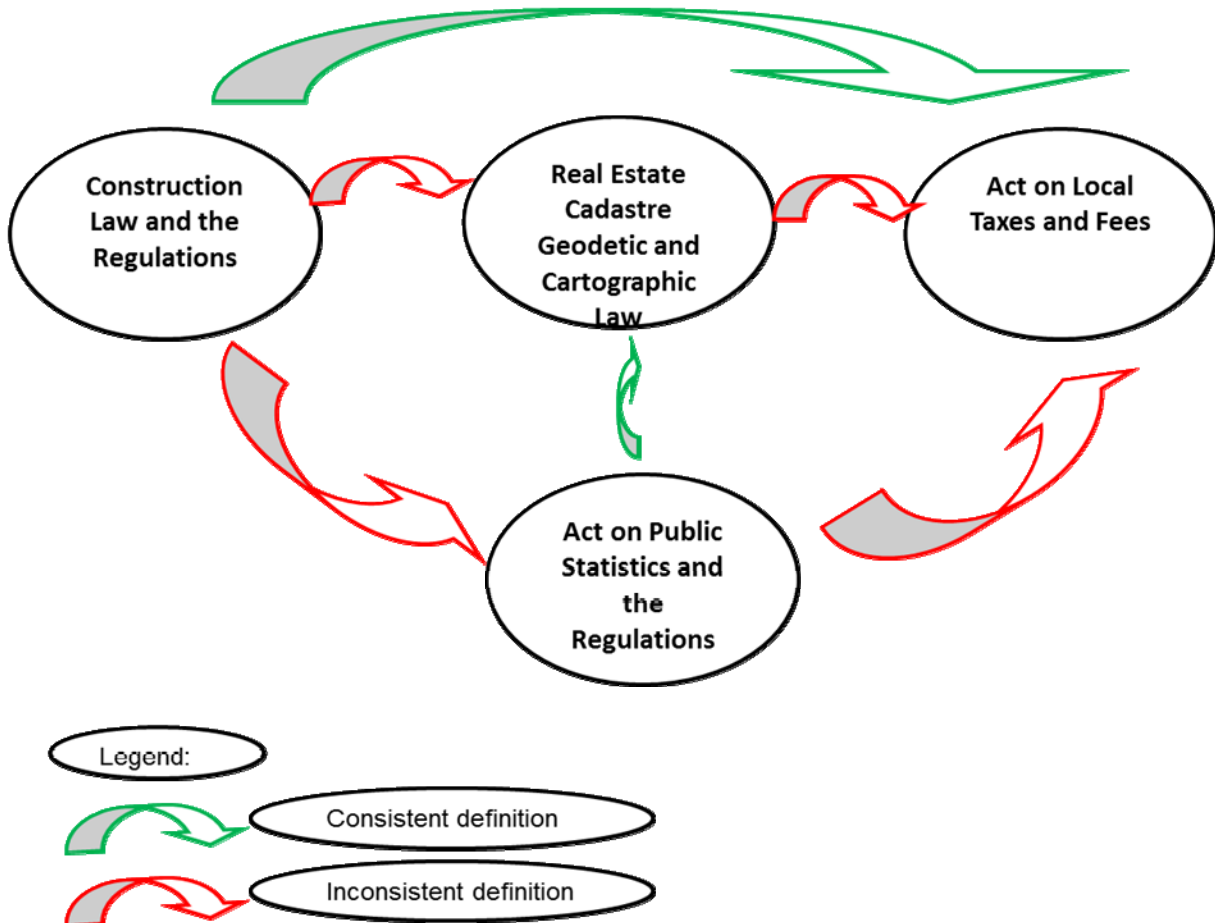 Construction
Law and the
Regulations
Real Estate
Cadastre
Geodetic and
Cartographic
Law
Act on Local
Taxes and Fees
Act on Public
Statistics and
the
Regulations
Legend:
Consistent definition
Inconsistent definition